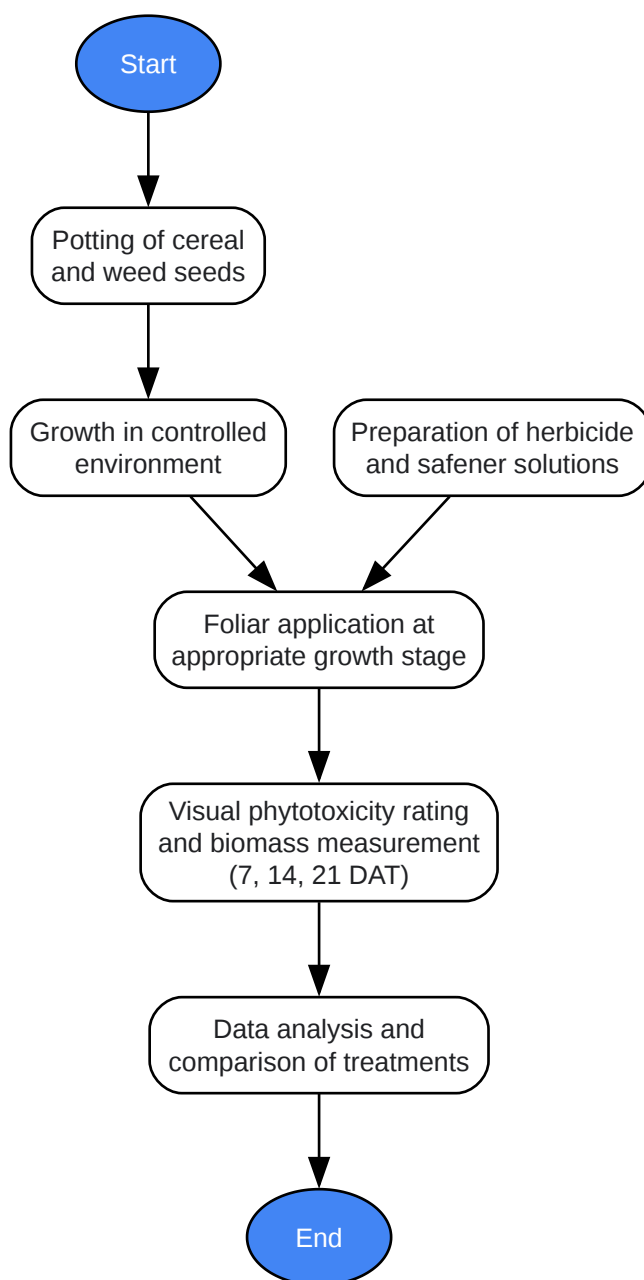 Start
Potting of cereal
and weed seeds
Growth in controlled
environment
Preparation of herbicide
and safener solutions
Foliar application at
appropriate growth stage
Visual phytotoxicity rating
and biomass measurement
(7, 14, 21 DAT)
Data analysis and
comparison of treatments
End